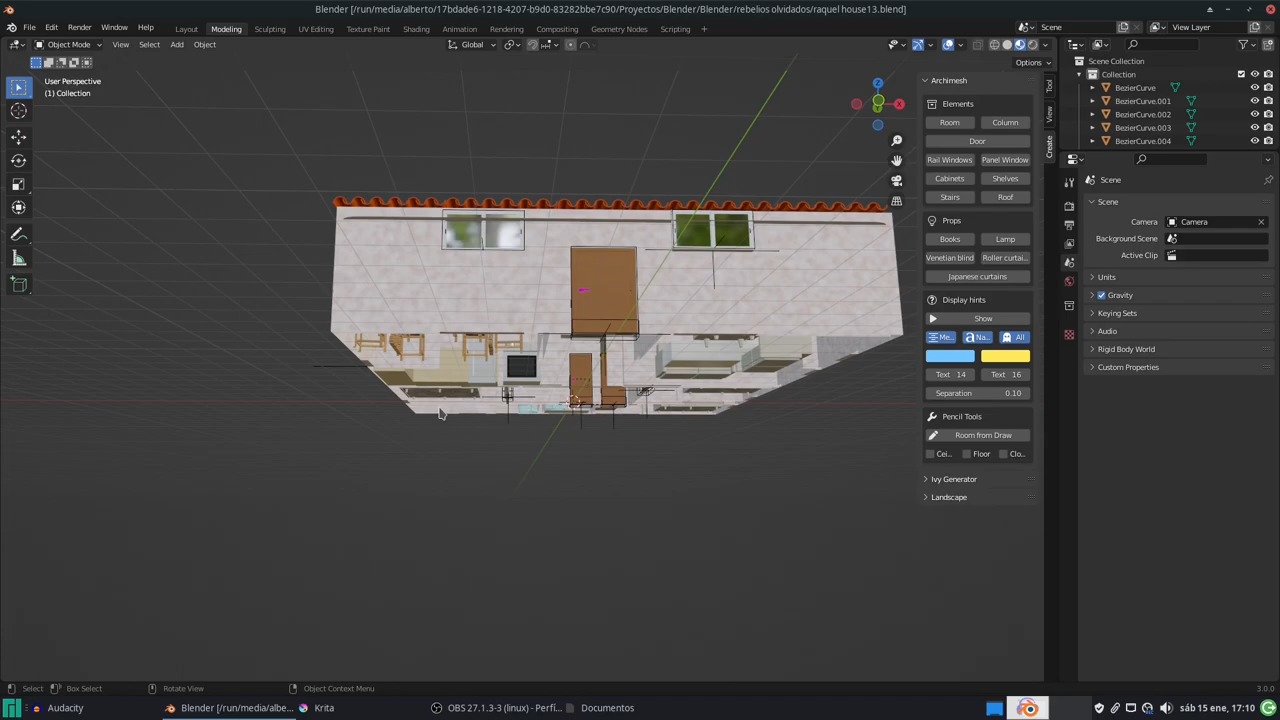 Blender [/run/media/alberto/17bdade6-1218-4207-b9d0-83282bbe7c90/Proyectos/Blender/Blender/rebelios olvidados/raquel house13.blend]
File Edit Render Window Help Layout Modeling Sculpting UV Editing Texture Paint Shading Animation Rendering Compositing Geometry Nodes Scripting Scene View Layer
Object Mode View Select Add Object Global
Options
User Perspective
(1) Collection
Archimesh
Elements
Room Column
Door
Rail Windows Panel Window
Cabinets Shelves
Stairs Roof
Props
Books Lamp
Venetian blind Roller curtai...
Japanese curtains
Display hints
Show
Me... Na... All
Text 14 Text 16
Separation 0.10
Pencil Tools
Room from Draw
Cei... Floor Clo...
Ivy Generator
Landscape
Tool
View
Create
Z
Scene Collection
Collection
BezierCurve
BezierCurve.001
BezierCurve.002
BezierCurve.003
BezierCurve.004
Scene
Scene
Camera Camera
Background Scene
Active Clip
Units
Gravity
Keying Sets
Audio
Rigid Body World
Custom Properties
Select Box Select Rotate View Object Context Menu 3.0.0
Audacity Blender [/run/media/albe... Krita OBS 27.1.3-3 (linux) - Perfi... Documentos sáb 15 ene, 17:10